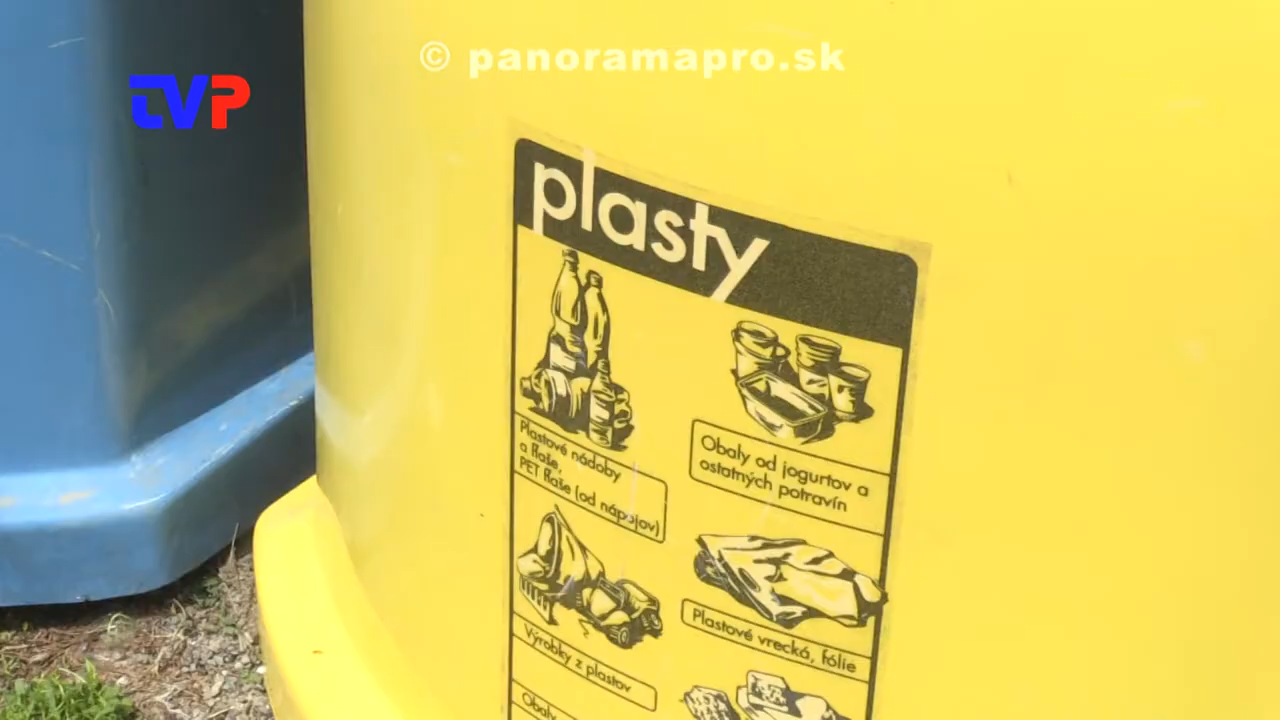 © panoramapro.sk
TVP
plasty
Plastové nádoby
a fľaše,
PET fľaše (od nápojov)
Obaly od jogurtov a
ostatných potravín
Výrobky z plastov
Plastové vrecká, fólie
Obaly